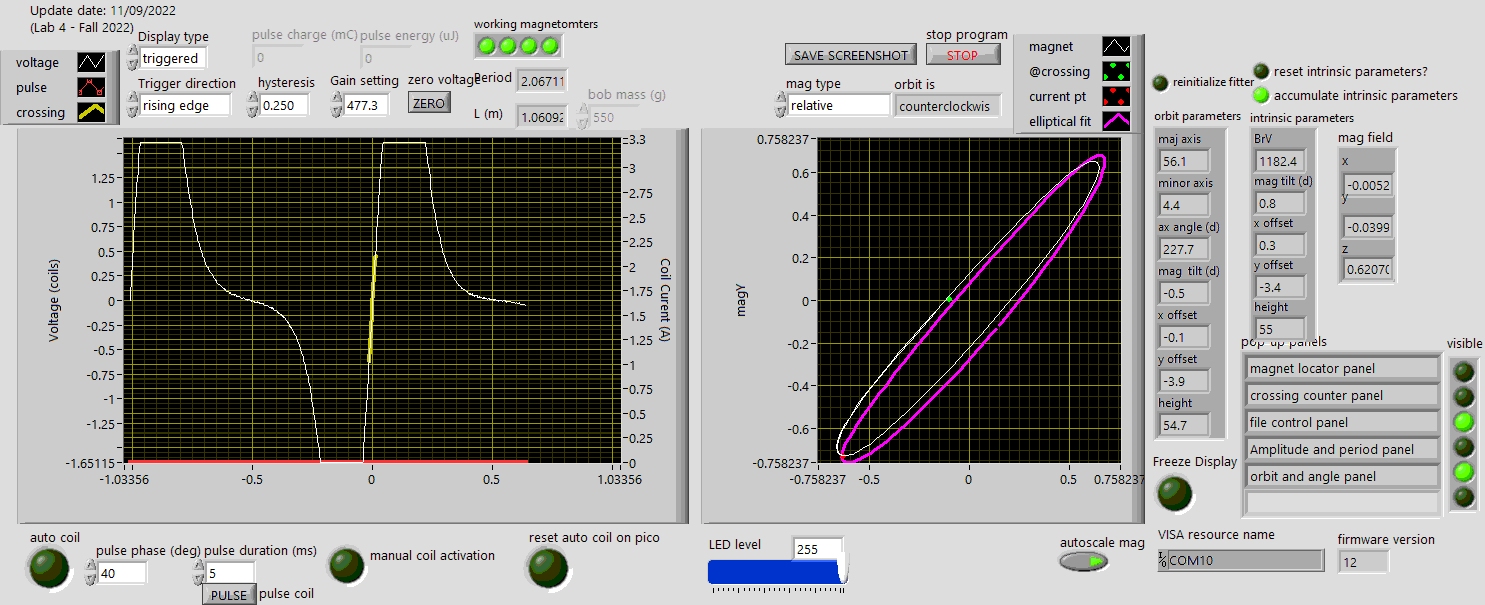 Update date: 11/09/2022
(Lab 4 - Fall 2022)
voltage
pulse
crossing
Display type
triggered
pulse charge (mC)
0
pulse energy (uJ)
0
working magnetomters
Trigger direction
rising edge
hysteresis
0.250
Gain setting
477.3
zero voltage
ZERO
Period
2.06711
L (m)
1.06092
bob mass (g)
550
SAVE SCREENSHOT
stop program
STOP
mag type
relative
orbit is
counterclockwis
magnet
@crossing
current pt
elliptical fit
reinitialize fitter
reset intrinsic parameters?
accumulate intrinsic parameters
Voltage (coils)
1.25
1
0.75
0.5
0.25
0
-0.25
-0.5
-0.75
-1
-1.25
-1.65115
-1.03356
-0.5
0
0.5
1.03356
3.3
3
2.75
2.5
2.25
2
1.75
1.5
1.25
1
0.75
0.5
0.25
0
Coil Curent (A)
magY
0.758237
0.6
0.4
0.2
0
-0.2
-0.4
-0.6
-0.758237
-0.758237
-0.5
0
0.5
0.758237
orbit parameters
maj axis
56.1
minor axis
4.4
ax angle (d)
227.7
mag tilt (d)
-0.5
x offset
-0.1
y offset
-3.9
height
54.7
intrinsic parameters
BrV
1182.4
mag tilt (d)
0.8
x offset
0.3
y offset
-3.4
height
55
mag field
x
-0.0052
y
-0.0399
z
0.6207
pop up panels
visible
magnet locator panel
crossing counter panel
file control panel
Amplitude and period panel
orbit and angle panel
Freeze Display
auto coil
pulse phase (deg)
40
pulse duration (ms)
5
PULSE
pulse coil
manual coil activation
reset auto coil on pico
LED level
255
autoscale mag
VISA resource name
COM10
firmware version
12